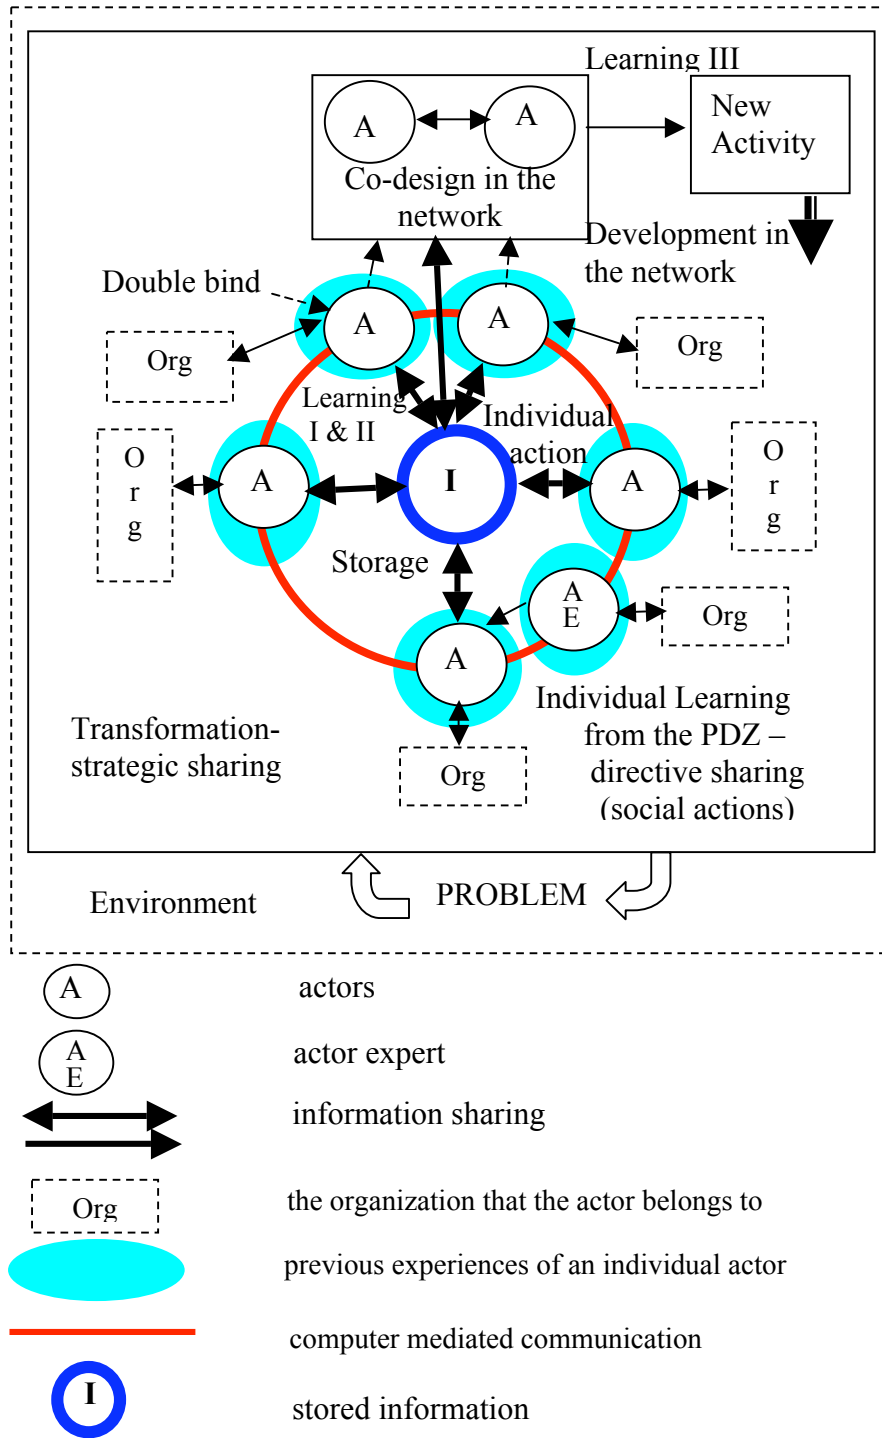 Learning III
A
A
New
Activity
Co-design in the
network
Development in
the network
Double bind
A
A
Org
Org
Learning
I & II
Individual
action
O
r
g
A
I
A
O
r
g
Storage
A
E
Org
A
Individual Learning
from the PDZ –
directive sharing
(social actions)
Transformation-
strategic sharing
Org
Environment
PROBLEM
A
actors
A
E
actor expert
information sharing
Org
the organization that the actor belongs to
previous experiences of an individual actor
computer mediated communication
I
stored information